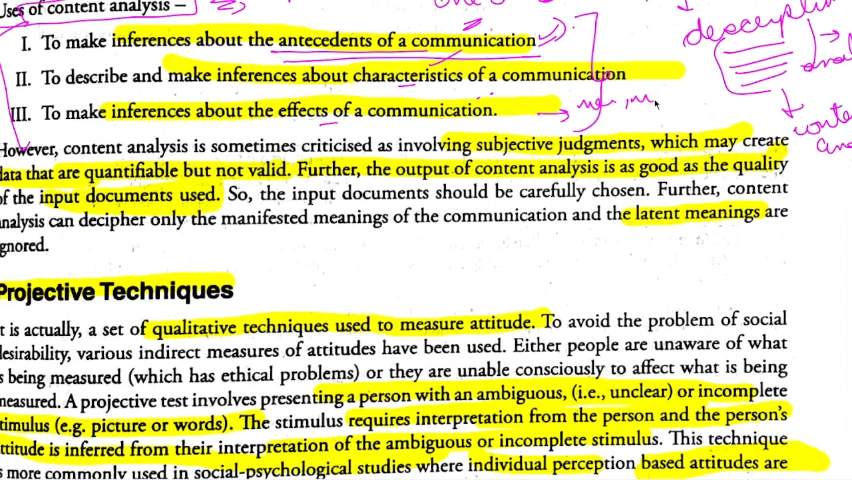 Uses of content analysis –
I. To make inferences about the antecedents of a communication
II. To describe and make inferences about characteristics of a communication
III. To make inferences about the effects of a communication.
However, content analysis is sometimes criticised as involving subjective judgments, which may create
data that are quantifiable but not valid. Further, the output of content analysis is as good as the quality
of the input documents used. So, the input documents should be carefully chosen. Further, content
analysis can decipher only the manifested meanings of the communication and the latent meanings are
gnored.
Projective Techniques
t is actually, a set of qualitative techniques used to measure attitude. To avoid the problem of social
desirability, various indirect measures of attitudes have been used. Either people are unaware of what
s being measured (which has ethical problems) or they are unable consciously to affect what is being
measured. A projective test involves presenting a person with an ambiguous, (i.e., unclear) or incomplete
stimulus (e.g. picture or words). The stimulus requires interpretation from the person and the person's
attitude is inferred from their interpretation of the ambiguous or incomplete stimulus. This technique
s more commonly used in social-psychological studies where individual perception based attitudes are